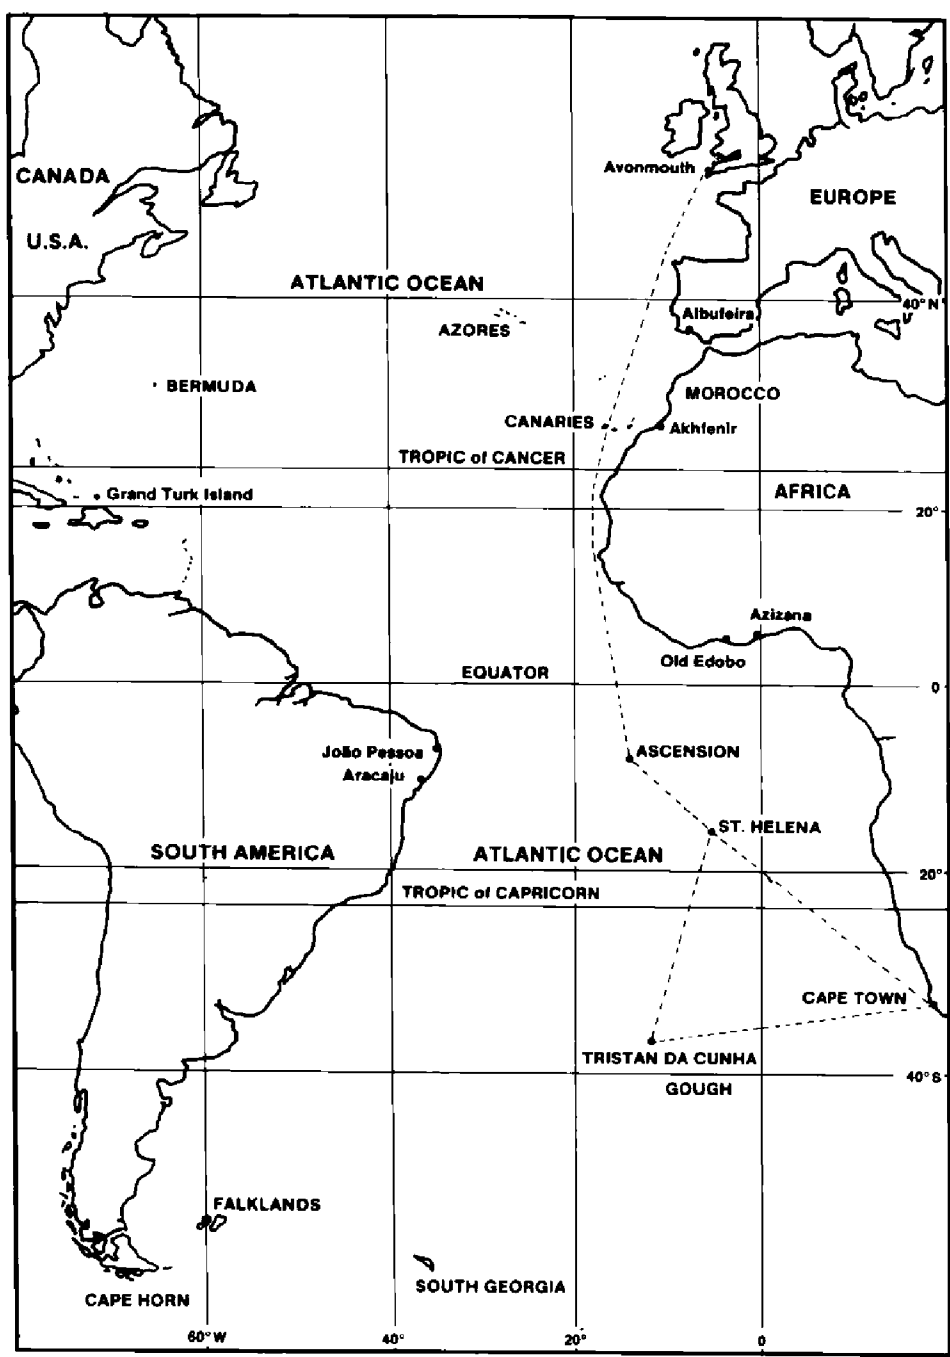 Avonmouth
CANADA
EUROPE
U.S.A.
ATLANTIC OCEAN
40° N
Albufeira
AZORES
BERMUDA
MOROCCO
CANARIES
Akhfenir
TROPIC of CANCER
Grand Turk Island
AFRICA
20°
Azizana
Old Edobo
EQUATOR
0
João Pessoa
ASCENSION
Aracaju
ST. HELENA
SOUTH AMERICA
ATLANTIC OCEAN
20°
TROPIC of CAPRICORN
CAPE TOWN
TRISTAN DA CUNHA
GOUGH
40° S
FALKLANDS
SOUTH GEORGIA
CAPE HORN
60° W
40°
20°
0